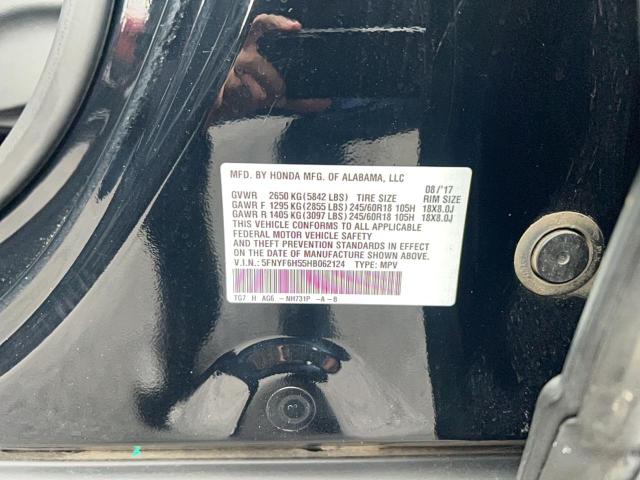 MFD. BY HONDA MFG. OF ALABAMA, LLC 08/'17
GVWR 2650 KG(5842 LBS) TIRE SIZE RIM SIZE
GAWR F 1295 KG(2855 LBS) 245/60R18 105H 18X8.0J
GAWR R 1405 KG(3097 LBS) 245/60R18 105H 18X8.0J
THIS VEHICLE CONFORMS TO ALL APPLICABLE
FEDERAL MOTOR VEHICLE SAFETY
AND THEFT PREVENTION STANDARDS IN EFFECT
ON THE DATE OF MANUFACTURE SHOWN ABOVE.
V.I.N.: 5FNYF6H55HB062124 TYPE: MPV
TG7 H AG6 -NH731P -A-B